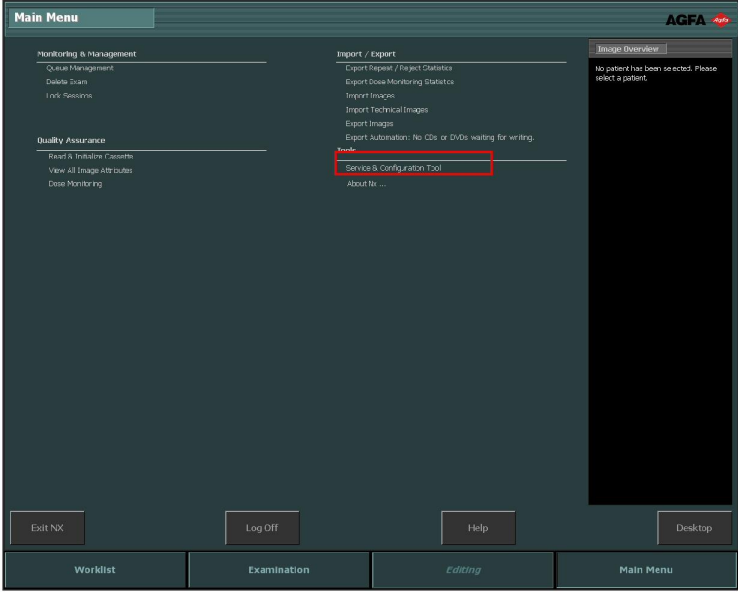 Main Menu
AGFA
Agfa
Monitoring & Management
Queue Management
Delete Exam
Lock Sessions
Quality Assurance
Read & Initialize Cassette
View All Image Attributes
Dose Monitoring
Import / Export
Export Repeat / Reject Statistics
Export Dose Monitoring Statistics
Import Images
Import Technical Images
Export Images
Export Automation: No CDs or DVDs waiting for writing.
Tools
Service & Configuration Tool
About Nx ...
Image Overview
No patient has been selected. Please
select a patient.
Exit NX
Log Off
Help
Desktop
Worklist
Examination
Editing
Main Menu